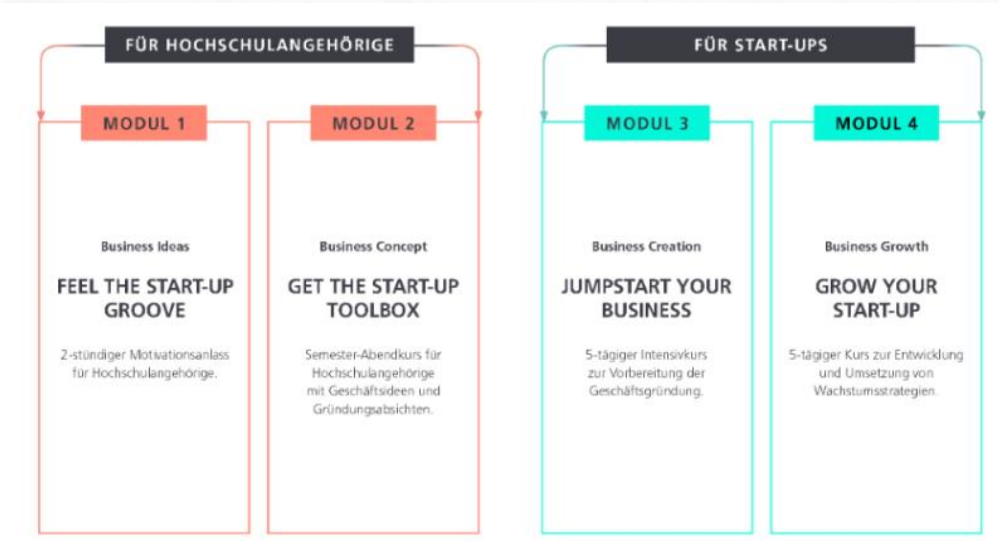 FÜR HOCHSCHULANGEHÖRIGE
MODUL 1
Business Ideas
FEEL THE START-UP
GROOVE
2-stündiger Motivationsanlass
für Hochschulangehörige.
MODUL 2
Business Concept
GET THE START-UP
TOOLBOX
Semester-Abendkurs für
Hochschulangehörige
mit Geschäftsideen und
Gründungsabsichten.
FÜR START-UPS
MODUL 3
Business Creation
JUMPSTART YOUR
BUSINESS
5-tägiger Intensivkurs
zur Vorbereitung der
Geschäftsgründung.
MODUL 4
Business Growth
GROW YOUR
START-UP
5-tägiger Kurs zur Entwicklung
und Umsetzung von
Wachstumsstrategien.